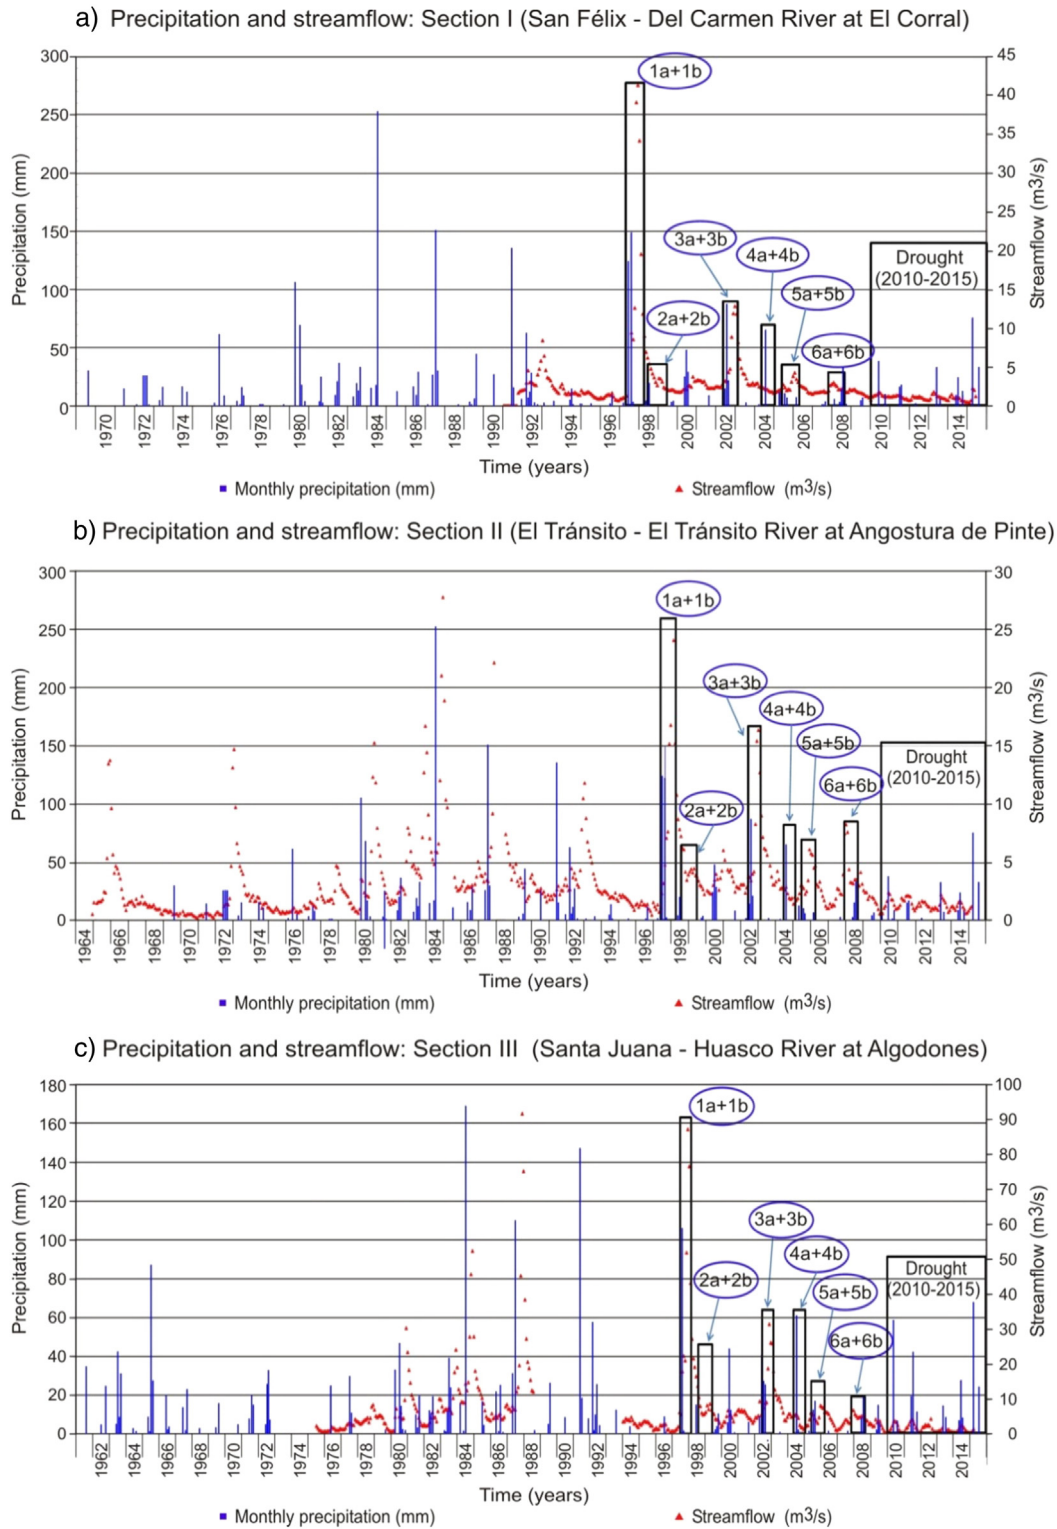 a) Precipitation and streamflow: Section I (San Félix - Del Carmen River at El Corral)
300
250
200
150
100
50
0
Precipitation (mm)
45
40
35
30
25
20
15
10
5
0
Streamflow (m3/s)
1a+1b
3a+3b
4a+4b
2a+2b
5a+5b
6a+6b
Drought
(2010-2015)
1970 1972 1974 1976 1978 1980 1982 1984 1986 1988 1990 1992 1994 1996 1998 2000 2002 2004 2006 2008 2010 2012 2014
Time (years)
Monthly precipitation (mm) Streamflow (m3/s)
b) Precipitation and streamflow: Section II (El Tránsito - El Tránsito River at Angostura de Pinte)
300
250
200
150
100
50
0
Precipitation (mm)
30
25
20
15
10
5
0
Streamflow (m3/s)
1a+1b
3a+3b
4a+4b
5a+5b
2a+2b
6a+6b
Drought
(2010-2015)
1964 1966 1968 1970 1972 1974 1976 1978 1980 1982 1984 1986 1988 1990 1992 1994 1996 1998 2000 2002 2004 2006 2008 2010 2012 2014
Time (years)
Monthly precipitation (mm) Streamflow (m3/s)
c) Precipitation and streamflow: Section III (Santa Juana - Huasco River at Algodones)
180
160
140
120
100
80
60
40
20
0
Precipitation (mm)
100
90
80
70
60
50
40
30
20
10
0
Streamflow (m3/s)
1a+1b
3a+3b
4a+4b
2a+2b
5a+5b
6a+6b
Drought
(2010-2015)
1962 1964 1966 1968 1970 1972 1974 1976 1978 1980 1982 1984 1986 1988 1990 1992 1994 1996 1998 2000 2002 2004 2006 2008 2010 2012 2014
Time (years)
Monthly precipitation (mm) Streamflow (m3/s)